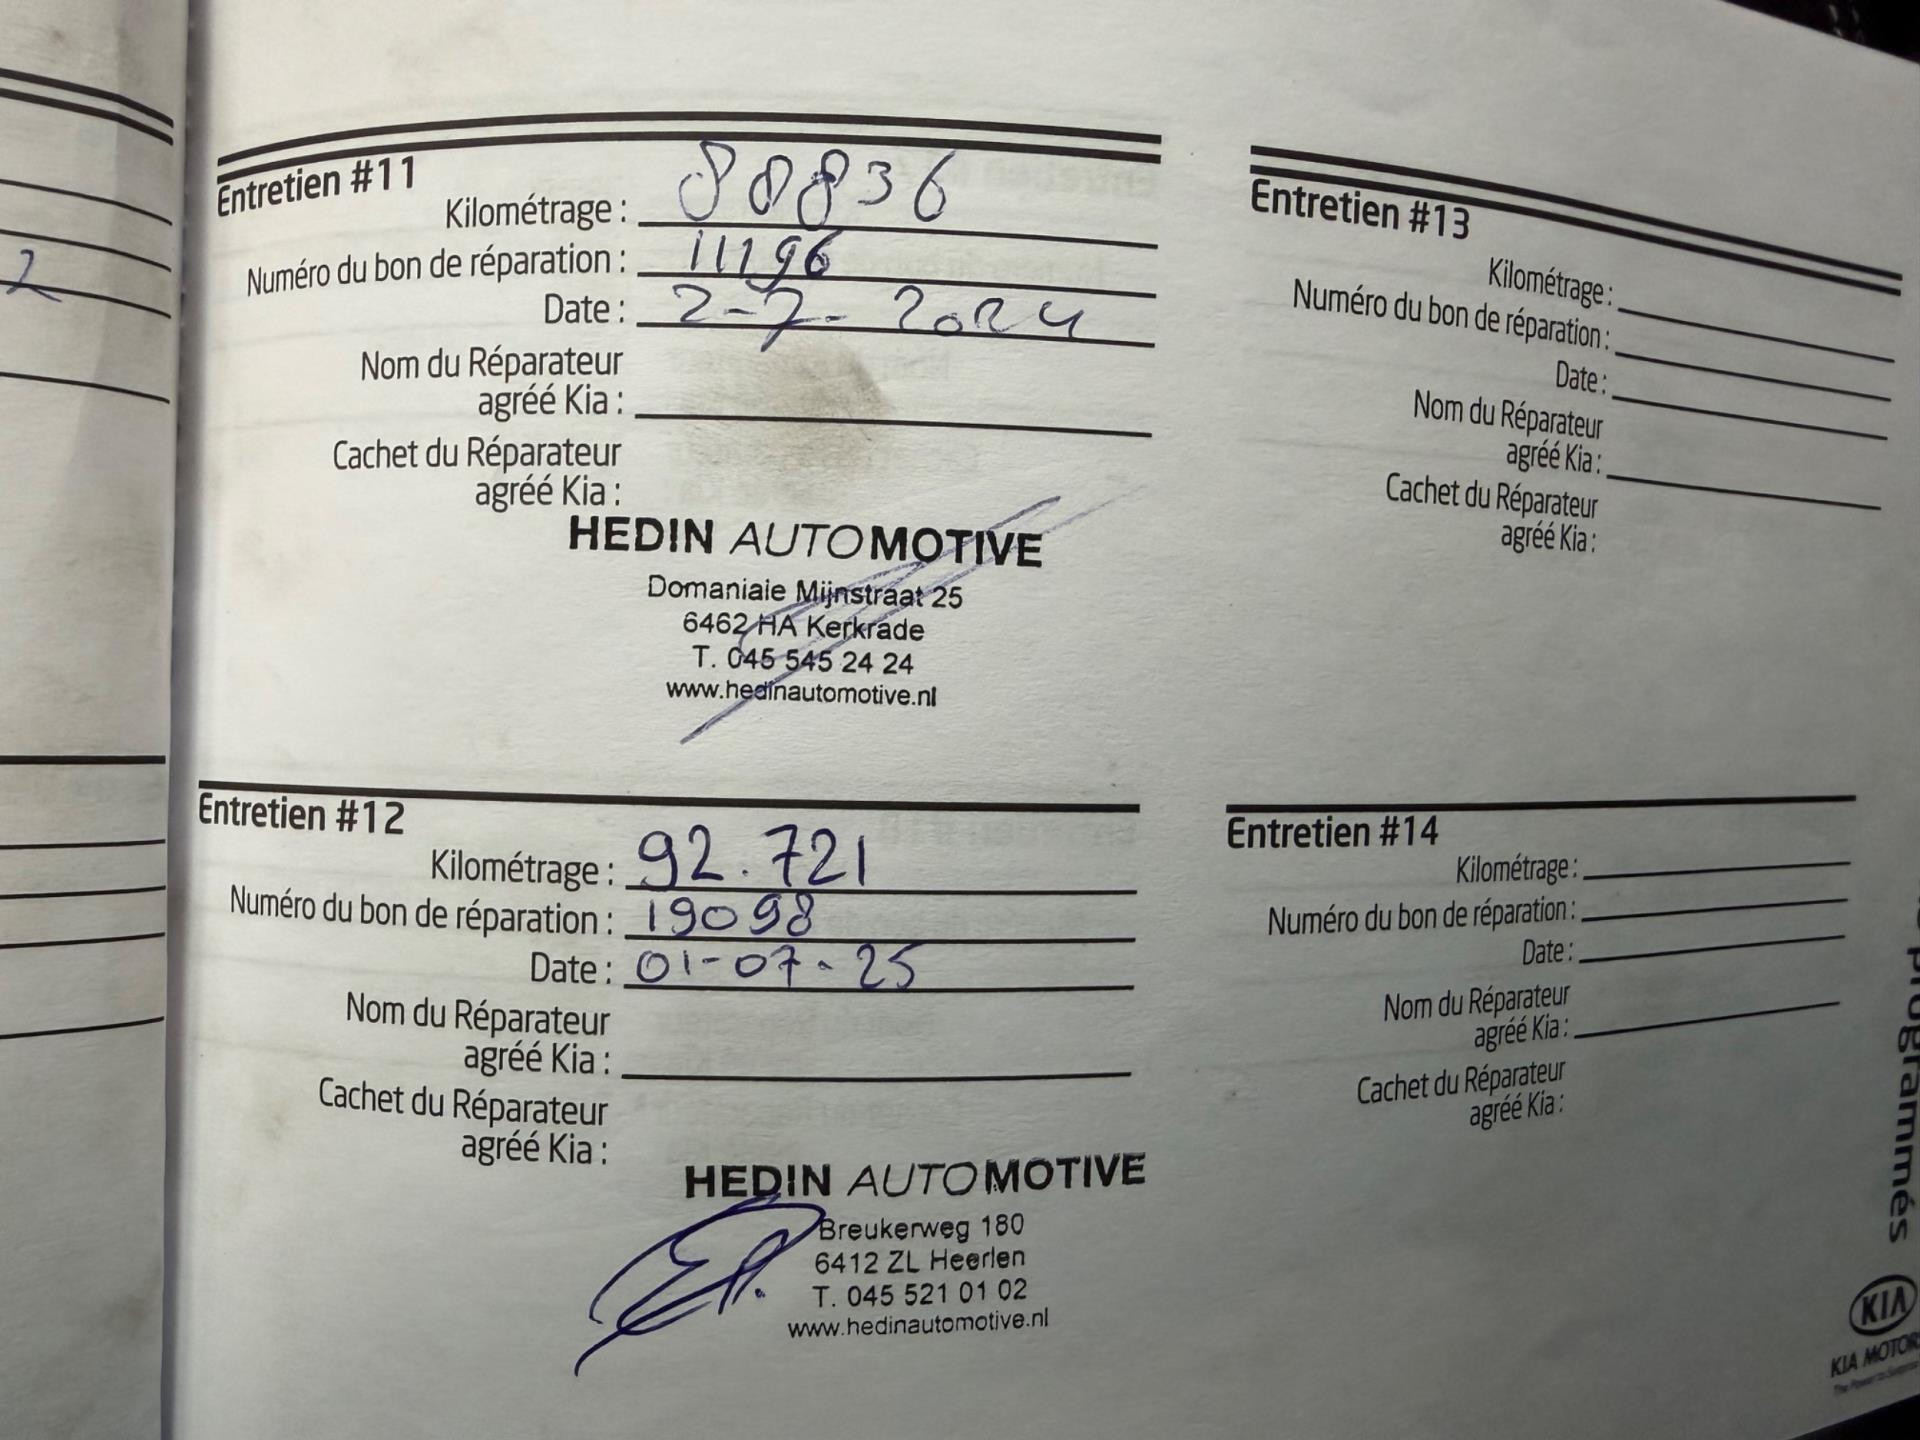 2
Entretien #11
Kilométrage : 80836
Numéro du bon de réparation : 11196
Date : 2-7-2024
Nom du Réparateur
agréé Kia :
Cachet du Réparateur
agréé Kia :
HEDIN AUTOMOTIVE
Domaniale Mijnstraat 25
6462 HA Kerkrade
T. 045 545 24 24
www.hedinautomotive.nl
Entretien #12
Kilométrage : 92.721
Numéro du bon de réparation : 19098
Date : 01-07-25
Nom du Réparateur
agréé Kia :
Cachet du Réparateur
agréé Kia :
HEDIN AUTOMOTIVE
Breukerweg 180
6412 ZL Heerlen
T. 045 521 01 02
www.hedinautomotive.nl
Entretien #13
Kilométrage :
Numéro du bon de réparation :
Date :
Nom du Réparateur
agréé Kia :
Cachet du Réparateur
agréé Kia :
Entretien #14
Kilométrage :
Numéro du bon de réparation :
Date :
Nom du Réparateur
agréé Kia :
Cachet du Réparateur
agréé Kia :
programmés
KIA
KIA MOTORS